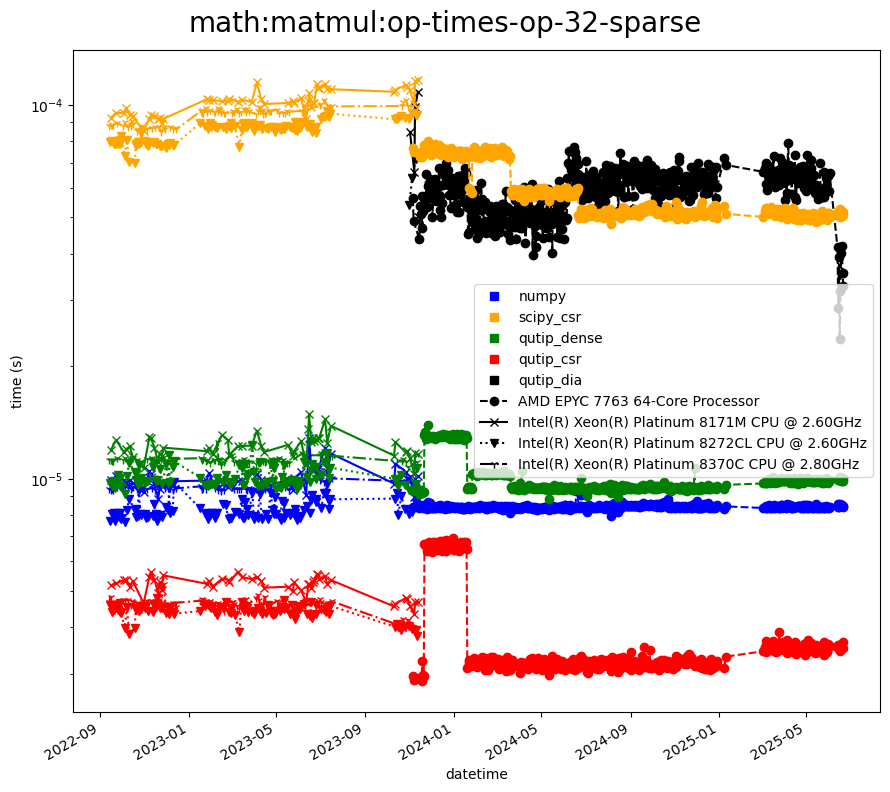 math:matmul:op-times-op-32-sparse
10⁻⁴
10⁻⁵
time (s)
numpy
scipy_csr
qutip_dense
qutip_csr
qutip_dia
AMD EPYC 7763 64-Core Processor
Intel(R) Xeon(R) Platinum 8171M CPU @ 2.60GHz
Intel(R) Xeon(R) Platinum 8272CL CPU @ 2.60GHz
Intel(R) Xeon(R) Platinum 8370C CPU @ 2.80GHz
2022-09
2023-01
2023-05
2023-09
2024-01
2024-05
2024-09
2025-01
2025-05
datetime